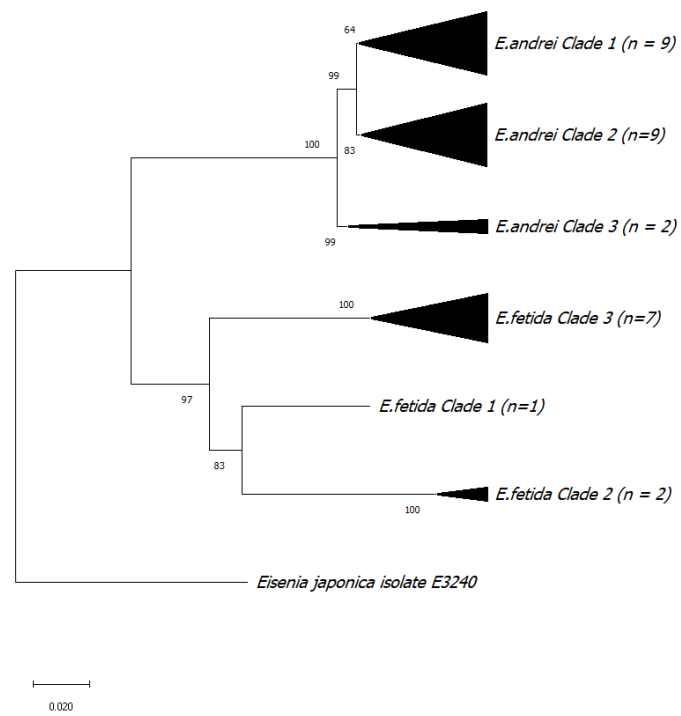 64
E.andrei Clade 1 (n = 9)
99
E.andrei Clade 2 (n=9)
83
100
E.andrei Clade 3 (n = 2)
99
100
E.fetida Clade 3 (n=7)
97
E.fetida Clade 1 (n=1)
83
E.fetida Clade 2 (n = 2)
100
Eisenia japonica isolate E3240
0.020